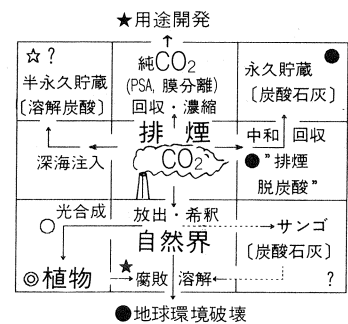 ★用途開発
☆?
半永久貯蔵
〔溶解炭酸〕
純CO₂
(PSA, 膜分離)
回収・濃縮
●
永久貯蔵
〔炭酸石灰〕
排煙
中和 回収
深海注入
CO₂
●”排煙
脱炭酸”
光合成
○
放出・希釈
自然界
サンゴ
〔炭酸石灰〕
◎植物
★
腐敗 溶解
?
●地球環境破壊